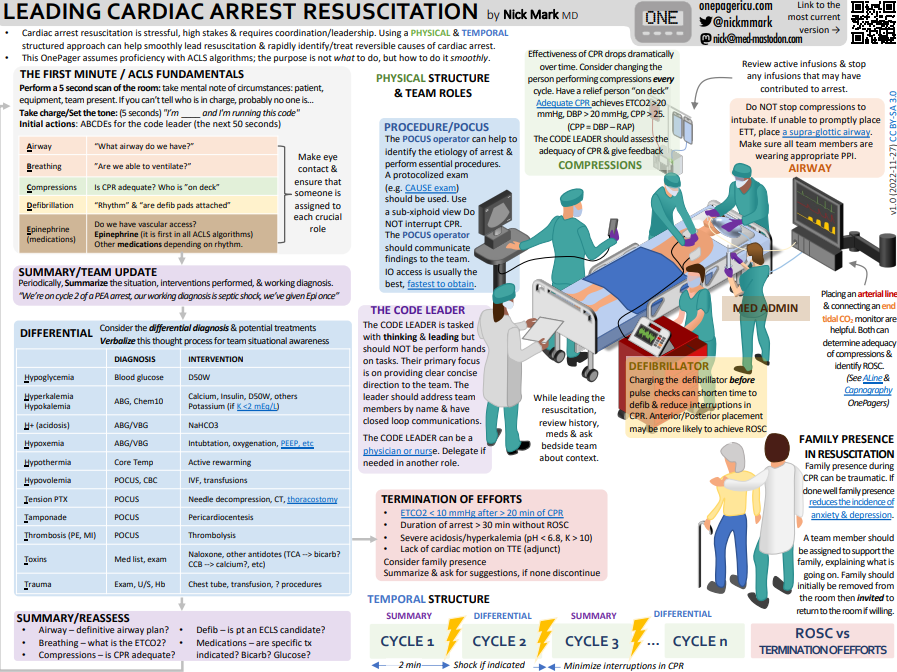 LEADING CARDIAC ARREST RESUSCITATION by Nick Mark MD
ONE
onepagericu.com
@nickmmark
nick@med-mastodon.com
Link to the
most current
version →
• Cardiac arrest resuscitation is stressful, high stakes & requires coordination/leadership. Using a PHYSICAL & TEMPORAL
structured approach can help smoothly lead resuscitation & rapidly identify/treat reversible causes of cardiac arrest.
• This OnePager assumes proficiency with ACLS algorithms; the purpose is not what to do, but how to do it smoothly.
THE FIRST MINUTE / ACLS FUNDAMENTALS
Perform a 5 second scan of the room: take mental note of circumstances: patient,
equipment, team present. If you can't tell who is in charge, probably no one is…
Take charge/Set the tone: (5 seconds) "I'm ____ and I'm running this code"
Initial actions: ABCDEs for the code leader (the next 50 seconds)
Airway "What airway do we have?"
Breathing "Are we able to ventilate?"
Compressions Is CPR adequate? Who is "on deck"
Defibrillation "Rhythm" & "are defib pads attached"
Epinephrine
(medications)
Do we have vascular access?
Epinephrine (it is first in all ACLS algorithms)
Other medications depending on rhythm.
Make eye
contact &
ensure that
someone is
assigned to
each crucial
role
SUMMARY/TEAM UPDATE
Periodically, Summarize the situation, interventions performed, & working diagnosis.
"We're on cycle 2 of a PEA arrest, our working diagnosis is septic shock, we've given Epi once"
DIFFERENTIAL
Consider the differential diagnosis & potential treatments
Verbalize this thought process for team situational awareness
DIAGNOSIS INTERVENTION
Hypoglycemia Blood glucose D50W
Hyperkalemia
Hypokalemia
ABG, Chem10
Calcium, Insulin, D50W, others
Potassium (if K <2 mEq/L)
H+ (acidosis) ABG/VBG NaHCO3
Hypoxemia ABG/VBG Intubtation, oxygenation, PEEP, etc
Hypothermia Core Temp Active rewarming
Hypovolemia POCUS, CBC IVF, transfusions
Tension PTX POCUS Needle decompression, CT, thoracostomy
Tamponade POCUS Pericardiocentesis
Thrombosis (PE, MI) POCUS Thrombolysis
Toxins Med list, exam
Naloxone, other antidotes (TCA --> bicarb?
CCB --> calcium?, etc)
Trauma Exam, U/S, Hb Chest tube, transfusion, ? procedures
SUMMARY/REASSESS
• Airway – definitive airway plan?
• Breathing – what is the ETCO2?
• Compressions – is CPR adequate?
• Defib – is pt an ECLS candidate?
• Medications – are specific tx
indicated? Bicarb? Glucose?
PHYSICAL STRUCTURE
& TEAM ROLES
PROCEDURE/POCUS
The POCUS operator can help to
identify the etiology of arrest &
perform essential procedures.
A protocolized exam
(e.g. CAUSE exam)
should be used. Use
a sub-xiphoid view Do
NOT interrupt CPR.
The POCUS operator
should communicate
findings to the team.
IO access is usually the
best, fastest to obtain.
Effectiveness of CPR drops dramatically
over time. Consider changing the
person performing compressions every
cycle. Have a relief person "on deck"
Adequate CPR achieves ETCO2 >20
mmHg, DBP > 20 mmHg, CPP > 25.
(CPP = DBP – RAP)
The CODE LEADER should assess the
adequacy of CPR & give feedback
COMPRESSIONS
Review active infusions & stop
any infusions that may have
contributed to arrest.
Do NOT stop compressions to
intubate. If unable to promptly place
ETT, place a supra-glottic airway.
Make sure all team members are
wearing appropriate PPI.
AIRWAY
v1.0 (2022-11-27) CC BY-SA 3.0
THE CODE LEADER
The CODE LEADER is tasked
with thinking & leading but
should NOT be perform hands
on tasks. Their primary focus
is on providing clear concise
direction to the team. The
leader should address team
members by name & have
closed loop communications.
The CODE LEADER can be a
physician or nurse. Delegate if
needed in another role.
While leading the
resuscitation,
review history,
meds & ask
bedside team
about context.
MED ADMIN
DEFIBRILLATOR
Charging the defibrillator before
pulse checks can shorten time to
defib & reduce interruptions in
CPR. Anterior/Posterior placement
may be more likely to achieve ROSC
Placing an arterial line
& connecting an end
tidal CO2 monitor are
helpful. Both can
determine adequacy
of compressions &
identify ROSC.
(See ALine &
Capnography
OnePagers)
FAMILY PRESENCE
IN RESUSCITATION
Family presence during
CPR can be traumatic. If
done well family presence
reduces the incidence of
anxiety & depression.
A team member should
be assigned to support the
family, explaining what is
going on. Family should
initially be removed from
the room then invited to
return to the room if willing.
TERMINATION OF EFFORTS
• ETCO2 < 10 mmHg after > 20 min of CPR
• Duration of arrest > 30 min without ROSC
• Severe acidosis/hyperkalemia (pH < 6.8, K > 10)
• Lack of cardiac motion on TTE (adjunct)
Consider family presence
Summarize & ask for suggestions, if none discontinue
TEMPORAL STRUCTURE
SUMMARY DIFFERENTIAL SUMMARY DIFFERENTIAL
CYCLE 1 CYCLE 2 CYCLE 3 … CYCLE n
2 min Shock if indicated Minimize interruptions in CPR
ROSC vs
TERMINATION OF EFFORTS